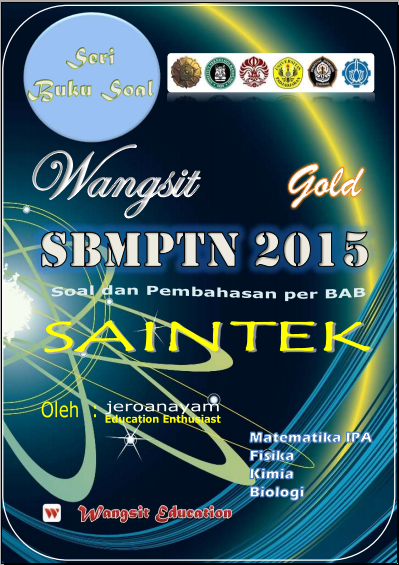 Seri
Buku Soal
Wangsit Gold
SBMPTN 2015
Soal dan Pembahasan per BAB
SAINTEK
Oleh : jeroanayam
Education Enthusiast
Matematika IPA
Fisika
Kimia
Biologi
W Wangsit Education